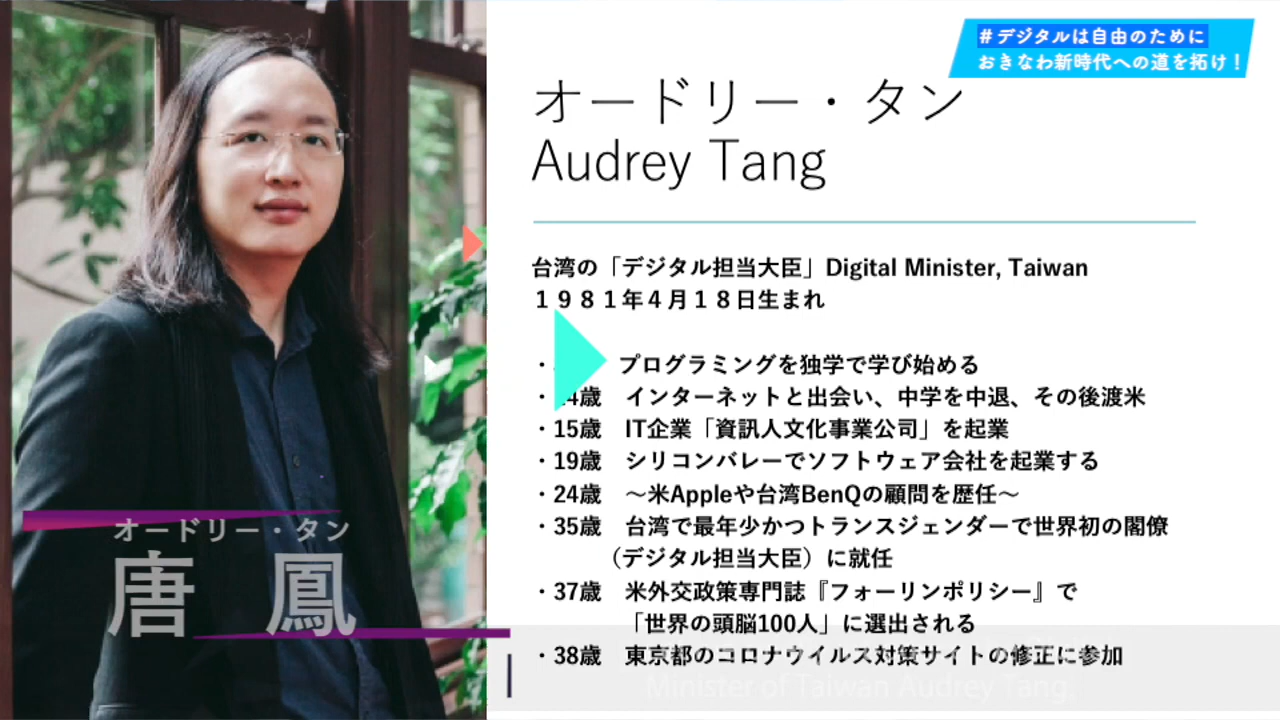 #デジタルは自由のために
おきなわ新時代への道を拓け！
オードリー・タン
Audrey Tang
台湾の「デジタル担当大臣」Digital Minister, Taiwan
１９８１年４月１８日生まれ
・ プログラミングを独学で学び始める
・14歳　インターネットと出会い、中学を中退、その後渡米
・15歳　IT企業「資訊人文化事業公司」を起業
・19歳　シリコンバレーでソフトウェア会社を起業する
・24歳　～米Appleや台湾BenQの顧問を歴任～
・35歳　台湾で最年少かつトランスジェンダーで世界初の閣僚
（デジタル担当大臣）に就任
・37歳　米外交政策専門誌『フォーリンポリシー』で
「世界の頭脳100人」に選出される
・38歳　東京都のコロナウイルス対策サイトの修正に参加
Minister of Taiwan Audrey Tang.
オードリー・タン
唐　鳳